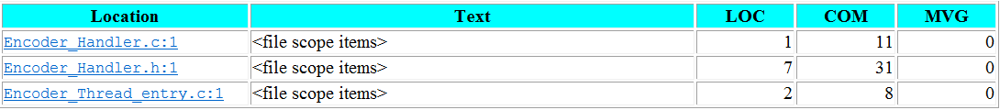 Location Text LOC COM MVG
Encoder_Handler.c:1 <file scope items> 1 11 0
Encoder_Handler.h:1 <file scope items> 7 31 0
Encoder_Thread_entry.c:1 <file scope items> 2 8 0